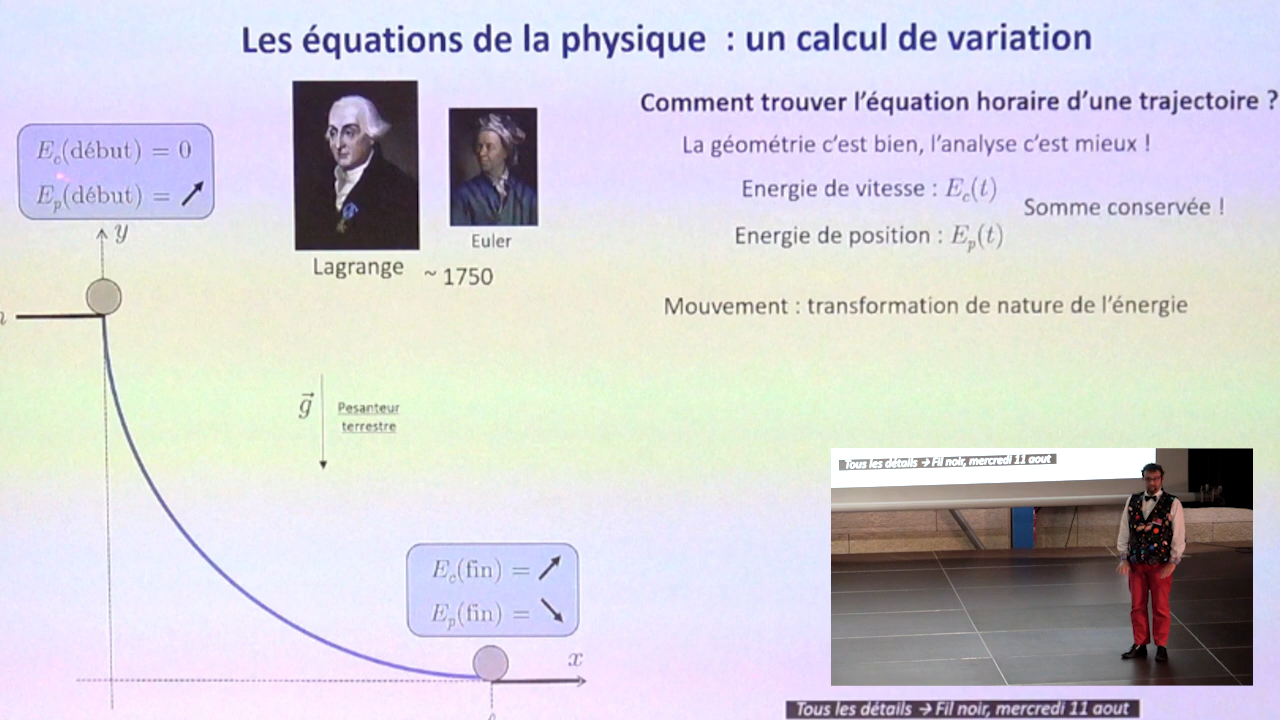 Les équations de la physique : un calcul de variation
Comment trouver l'équation horaire d'une trajectoire ?
La géométrie c'est bien, l'analyse c'est mieux !
Energie de vitesse : E_c(t)
Somme conservée !
Energie de position : E_p(t)
Mouvement : transformation de nature de l'énergie
E_c(début) = 0
E_p(début) = ↗
y
Lagrange
Euler
~ 1750
g⃗
Pesanteur
terrestre
E_c(fin) = ↗
E_p(fin) = ↘
x
Tous les détails → Fil noir, mercredi 11 aout
Tous les détails → Fil noir, mercredi 11 aout